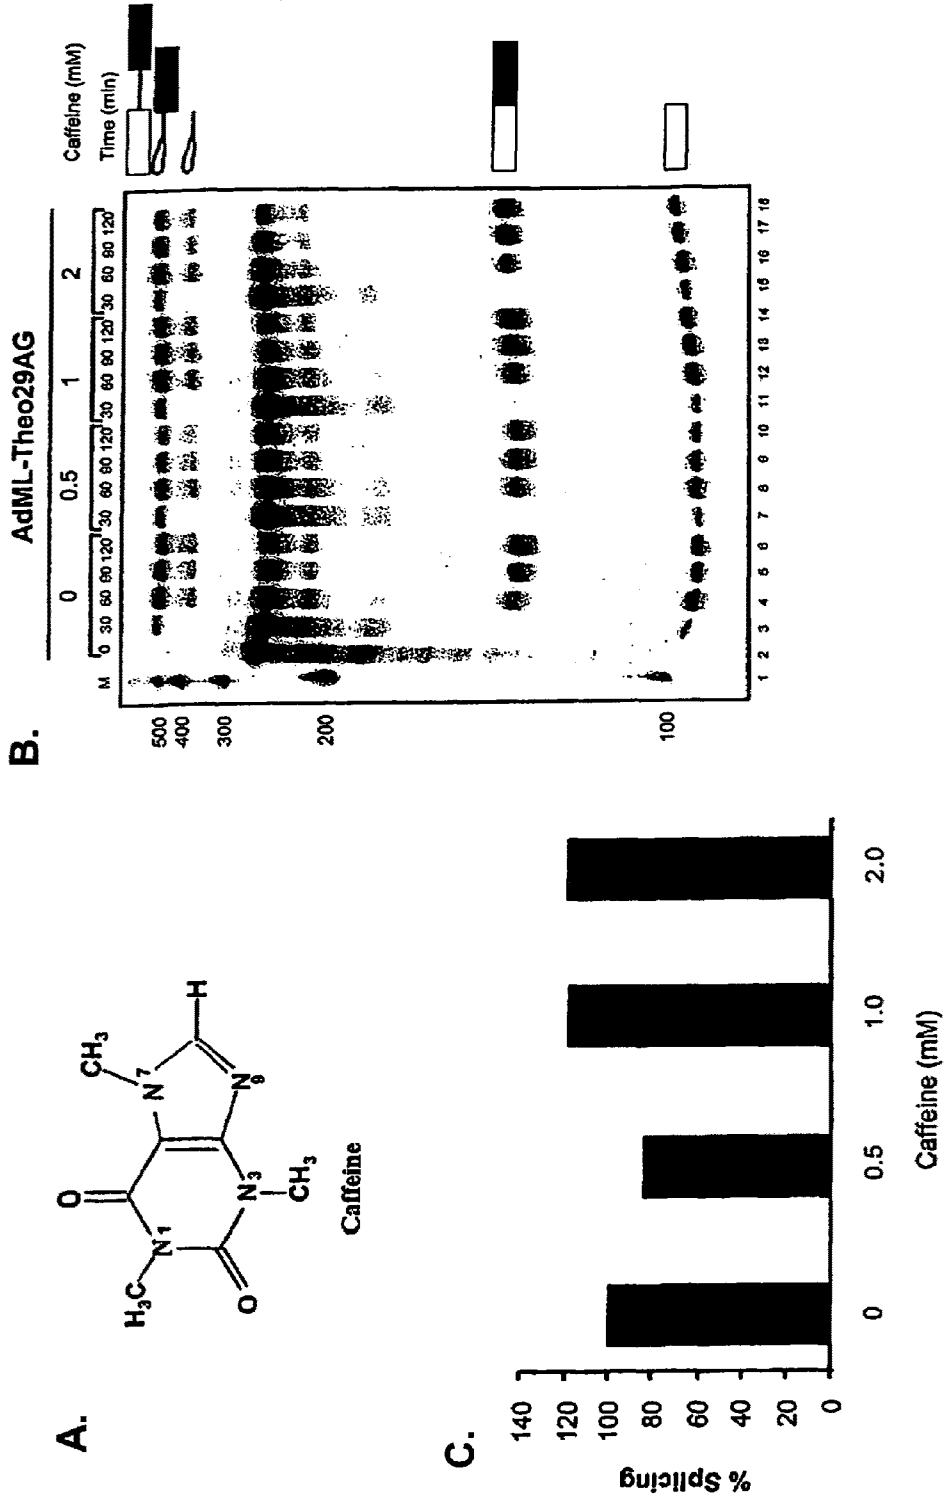 A.
H₃C
O
CH₃
N¹
N⁷
H
O
N³
N⁹
CH₃
Caffeine
B.
AdML-Theo29AG
0 0.5 1 2 Caffeine (mM)
M 0 30 60 90 120 30 60 90 120 30 60 90 120 30 60 90 120 Time (min)
500
400
300
200
100
1 2 3 4 5 6 7 8 9 10 11 12 13 14 15 16 17 18
C.
% Splicing
140
120
100
80
60
40
20
0
0 0.5 1.0 2.0
Caffeine (mM)